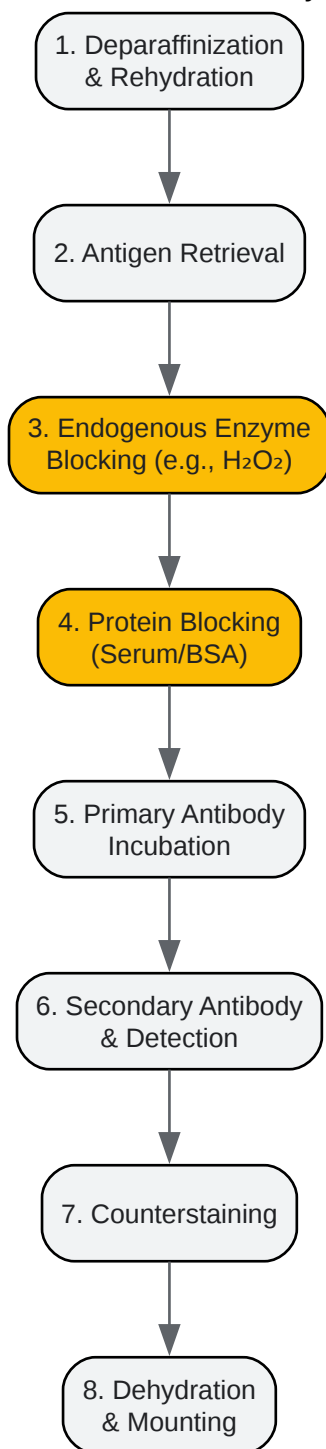 1. Deparaffinization
& Rehydration
2. Antigen Retrieval
3. Endogenous Enzyme
Blocking (e.g., H₂O₂)
4. Protein Blocking
(Serum/BSA)
5. Primary Antibody
Incubation
6. Secondary Antibody
& Detection
7. Counterstaining
8. Dehydration
& Mounting